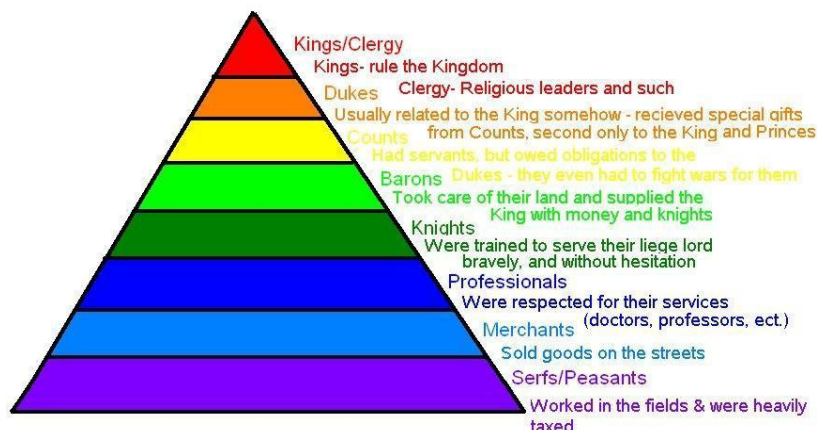 Kings/Clergy
Kings- rule the Kingdom
Clergy- Religious leaders and such
Dukes
Usually related to the King somehow - recieved special gifts
from Counts, second only to the King and Princes
Counts
Had servants, but owed obligations to the
Dukes - they even had to fight wars for them
Barons
Took care of their land and supplied the
King with money and knights
Knights
Were trained to serve their liege lord
bravely, and without hesitation
Professionals
Were respected for their services
(doctors, professors, ect.)
Merchants
Sold goods on the streets
Serfs/Peasants
Worked in the fields & were heavily
taxed